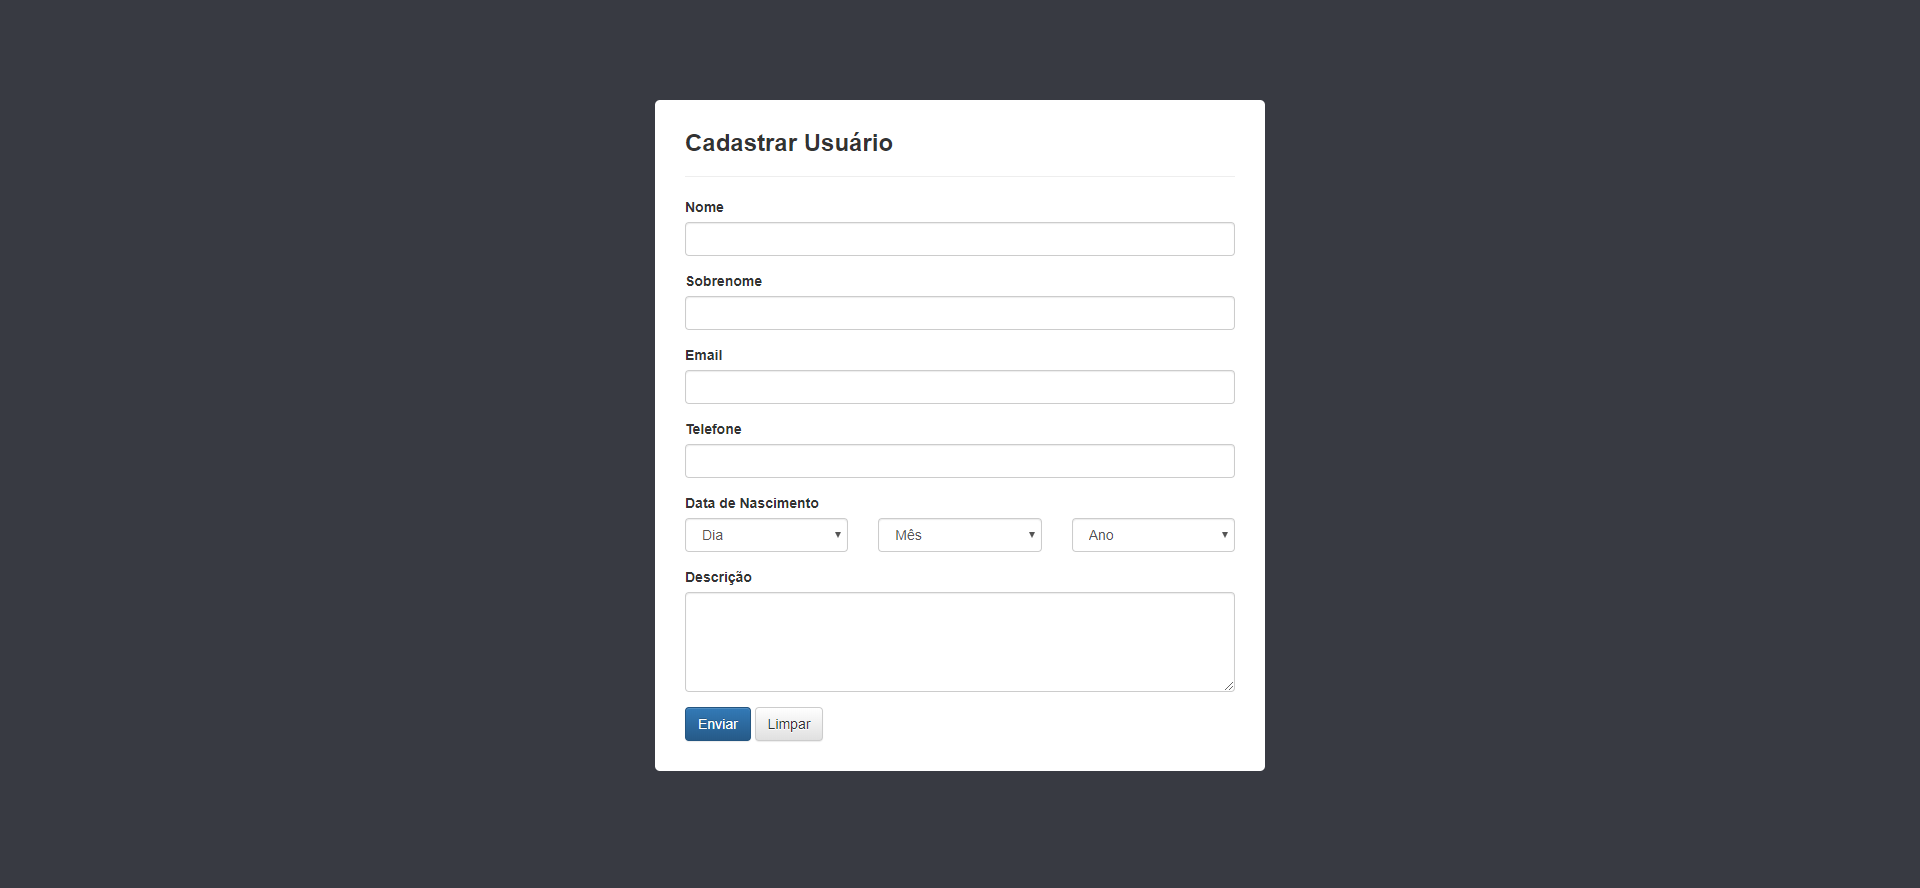 Cadastrar Usuário
Nome
Sobrenome
Email
Telefone
Data de Nascimento
Dia Mês Ano
Descrição
Enviar Limpar